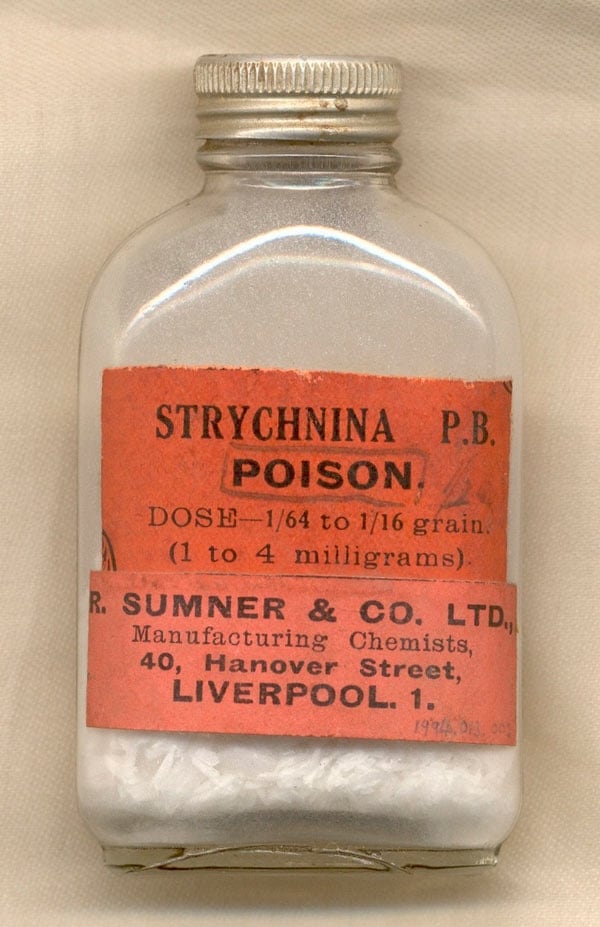 STRYCHNINA P.B.
POISON.
DOSE—1/64 to 1/16 grain.
(1 to 4 milligrams).
R. SUMNER & CO. LTD.,
Manufacturing Chemists,
40, Hanover Street,
LIVERPOOL. 1.